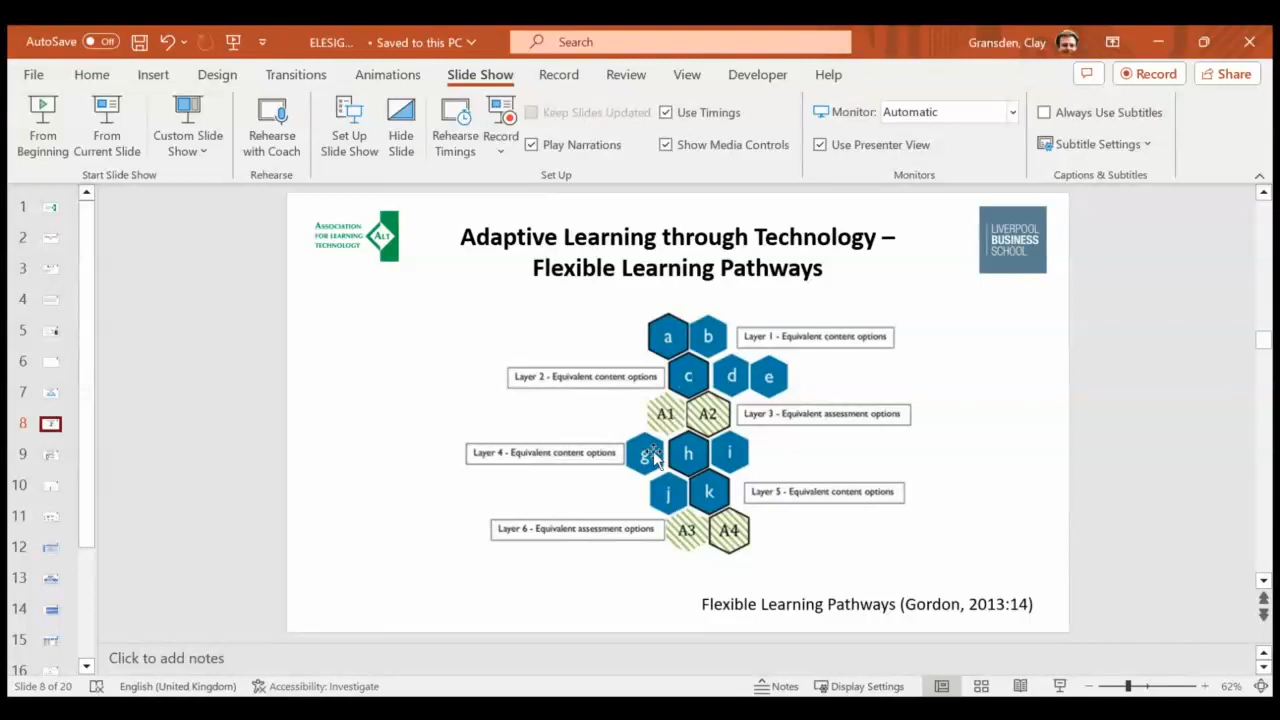 AutoSave Off ELESIG... • Saved to this PC Search Gransden, Clay
File Home Insert Design Transitions Animations Slide Show Record Review View Developer Help Record Share
From Beginning
From Current Slide
Custom Slide Show
Rehearse with Coach
Set Up Slide Show
Hide Slide
Rehearse Timings
Record
Keep Slides Updated
Play Narrations
Use Timings
Show Media Controls
Monitor: Automatic
Use Presenter View
Always Use Subtitles
Subtitle Settings
Start Slide Show Rehearse Set Up Monitors Captions & Subtitles
1
2
3
4
5
6
7
8
9
10
11
12
13
14
15
16
ASSOCIATION
FOR LEARNING
TECHNOLOGY
ALT
Adaptive Learning through Technology –
Flexible Learning Pathways
LIVERPOOL
BUSINESS
SCHOOL
a b Layer 1 - Equivalent content options
Layer 2 - Equivalent content options c d e
A1 A2 Layer 3 - Equivalent assessment options
Layer 4 - Equivalent content options g h i
j k Layer 5 - Equivalent content options
Layer 6 - Equivalent assessment options A3 A4
Flexible Learning Pathways (Gordon, 2013:14)
Click to add notes
Slide 8 of 20 English (United Kingdom) Accessibility: Investigate Notes Display Settings 62%